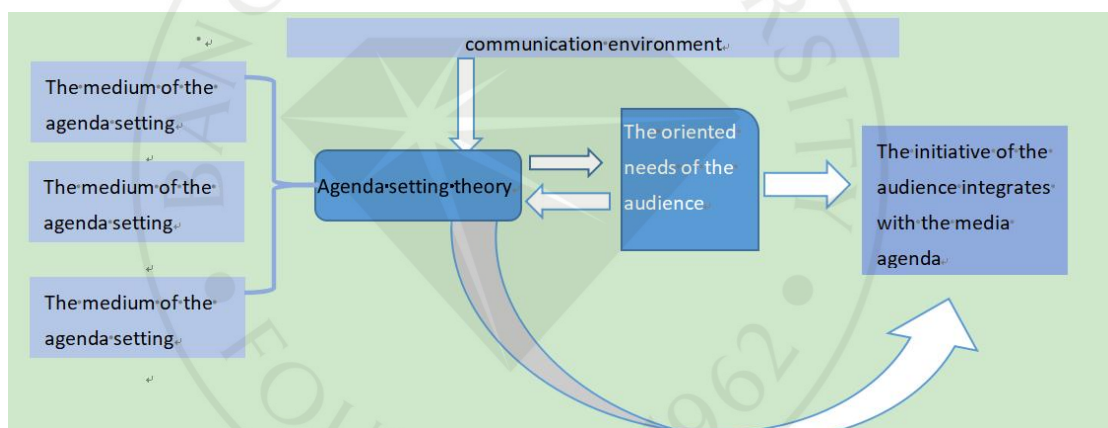 communication environment
The medium of the
agenda setting
The medium of the
agenda setting
The medium of the
agenda setting
Agenda setting theory
The oriented
needs of the
audience
The initiative of the
audience integrates
with the media
agenda